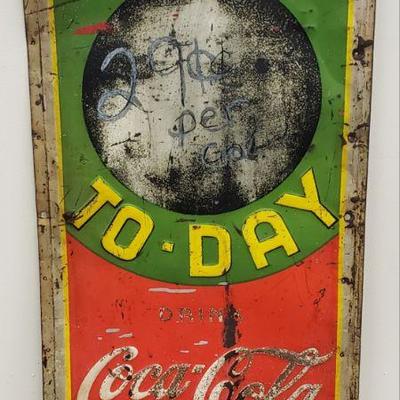 29¢
per
Gal
TO-DAY
DRINK
Coca-Cola